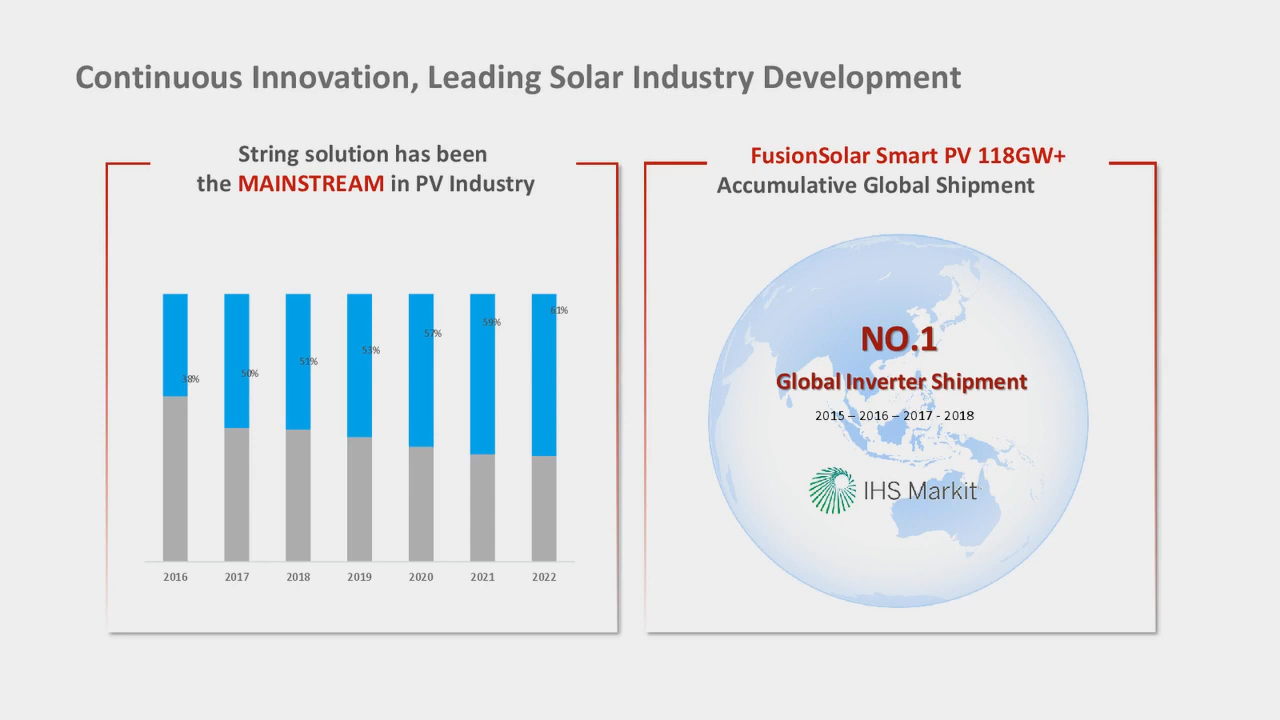 Continuous Innovation, Leading Solar Industry Development
String solution has been
the MAINSTREAM in PV Industry
38%
50%
51%
53%
57%
59%
61%
2016
2017
2018
2019
2020
2021
2022
FusionSolar Smart PV 118GW+
Accumulative Global Shipment
NO.1
Global Inverter Shipment
2015 – 2016 – 2017 - 2018
IHS Markit